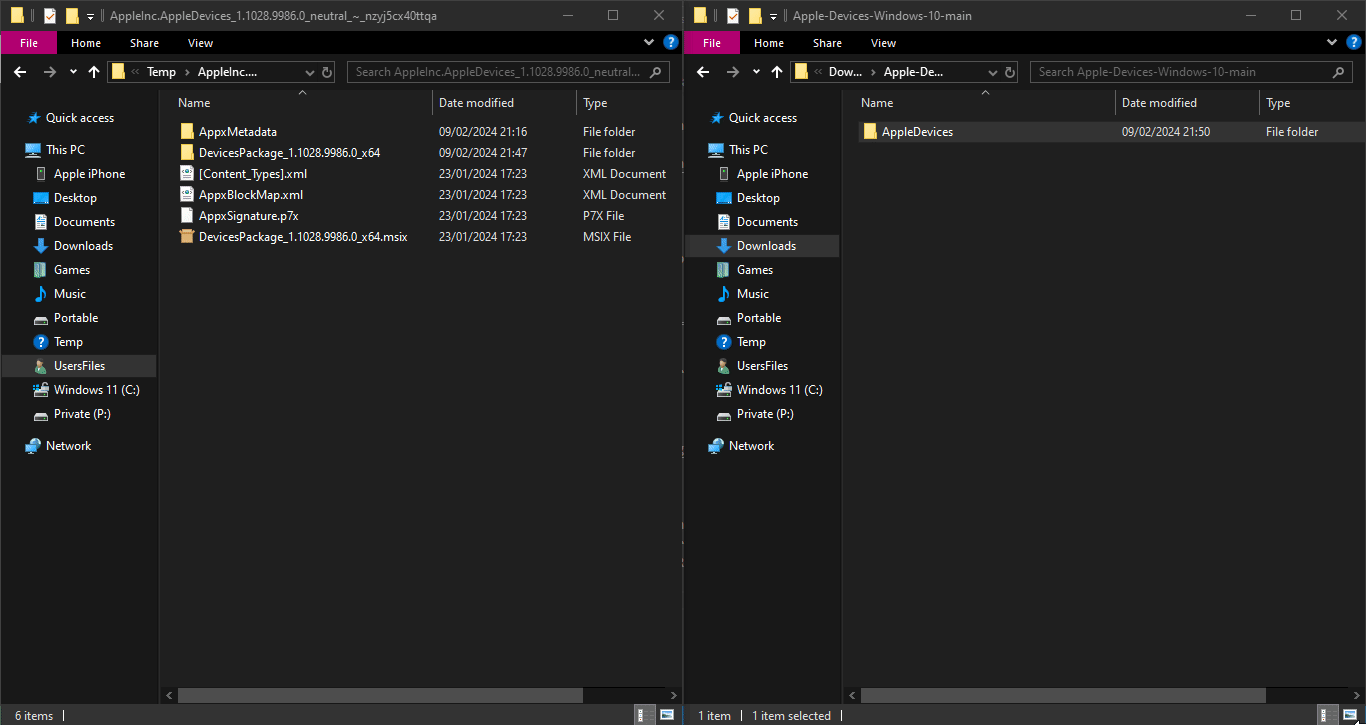 AppleInc.AppleDevices_1.1028.9986.0_neutral_~_nzyj5cx40ttqa
File Home Share View
Temp AppleInc.... Search AppleInc.AppleDevices_1.1028.9986.0_neutral...
Name Date modified Type
Quick access
This PC
Apple iPhone
Desktop
Documents
Downloads
Games
Music
Portable
Temp
UsersFiles
Windows 11 (C:)
Private (P:)
Network
AppxMetadata 09/02/2024 21:16 File folder
DevicesPackage_1.1028.9986.0_x64 09/02/2024 21:47 File folder
[Content_Types].xml 23/01/2024 17:23 XML Document
AppxBlockMap.xml 23/01/2024 17:23 XML Document
AppxSignature.p7x 23/01/2024 17:23 P7X File
DevicesPackage_1.1028.9986.0_x64.msix 23/01/2024 17:23 MSIX File
6 items
Apple-Devices-Windows-10-main
File Home Share View
Dow... Apple-De... Search Apple-Devices-Windows-10-main
Name Date modified Type
Quick access
This PC
Apple iPhone
Desktop
Documents
Downloads
Games
Music
Portable
Temp
UsersFiles
Windows 11 (C:)
Private (P:)
Network
AppleDevices 09/02/2024 21:50 File folder
1 item 1 item selected